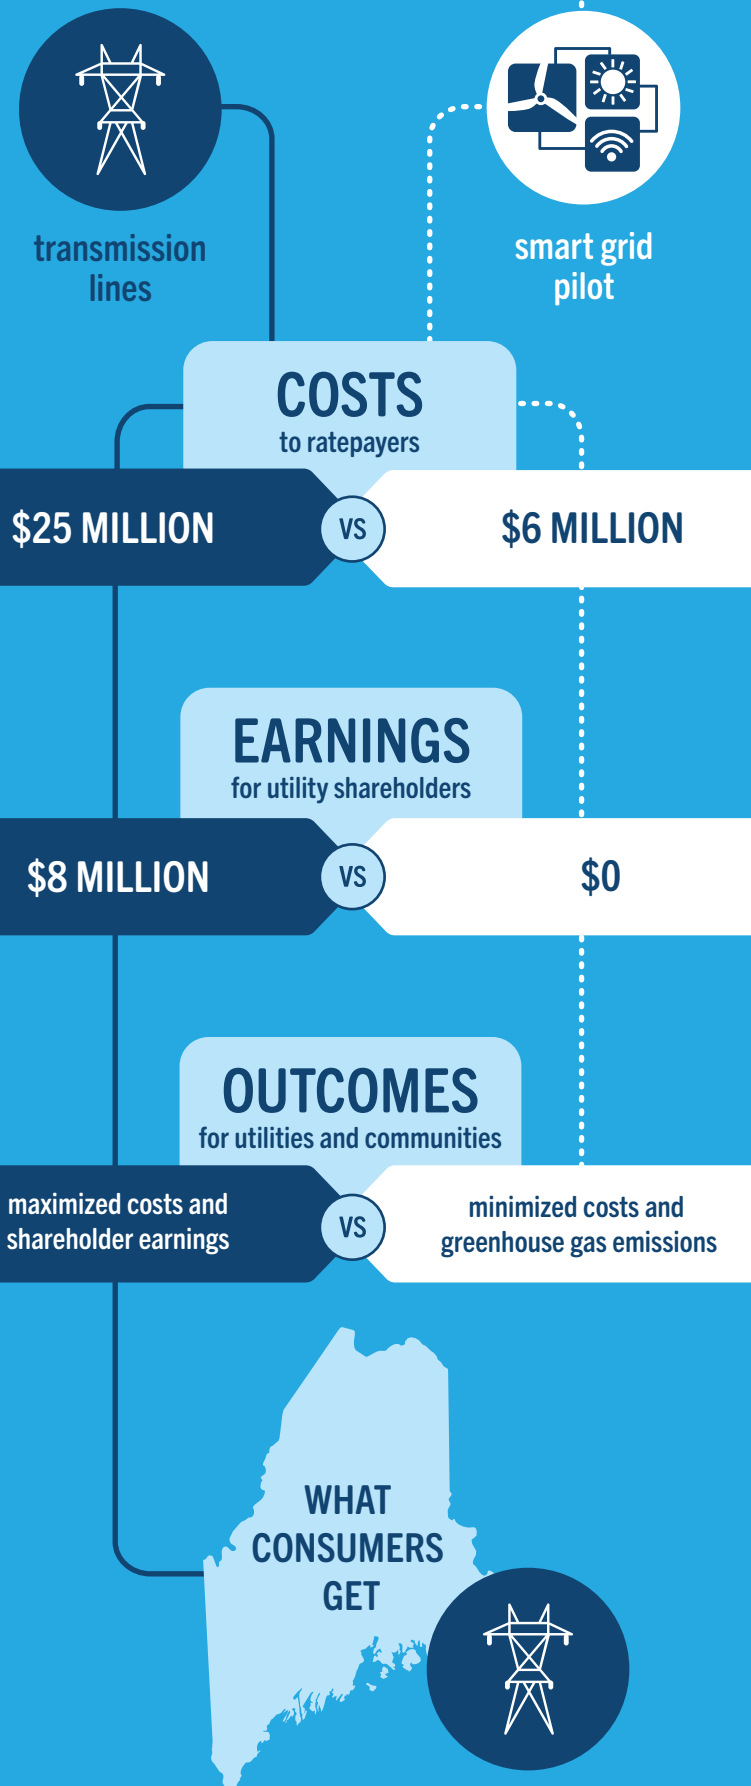 transmission
lines
smart grid
pilot
COSTS
to ratepayers
$25 MILLION
VS
$6 MILLION
EARNINGS
for utility shareholders
$8 MILLION
VS
$0
OUTCOMES
for utilities and communities
maximized costs and
shareholder earnings
VS
minimized costs and
greenhouse gas emissions
WHAT
CONSUMERS
GET